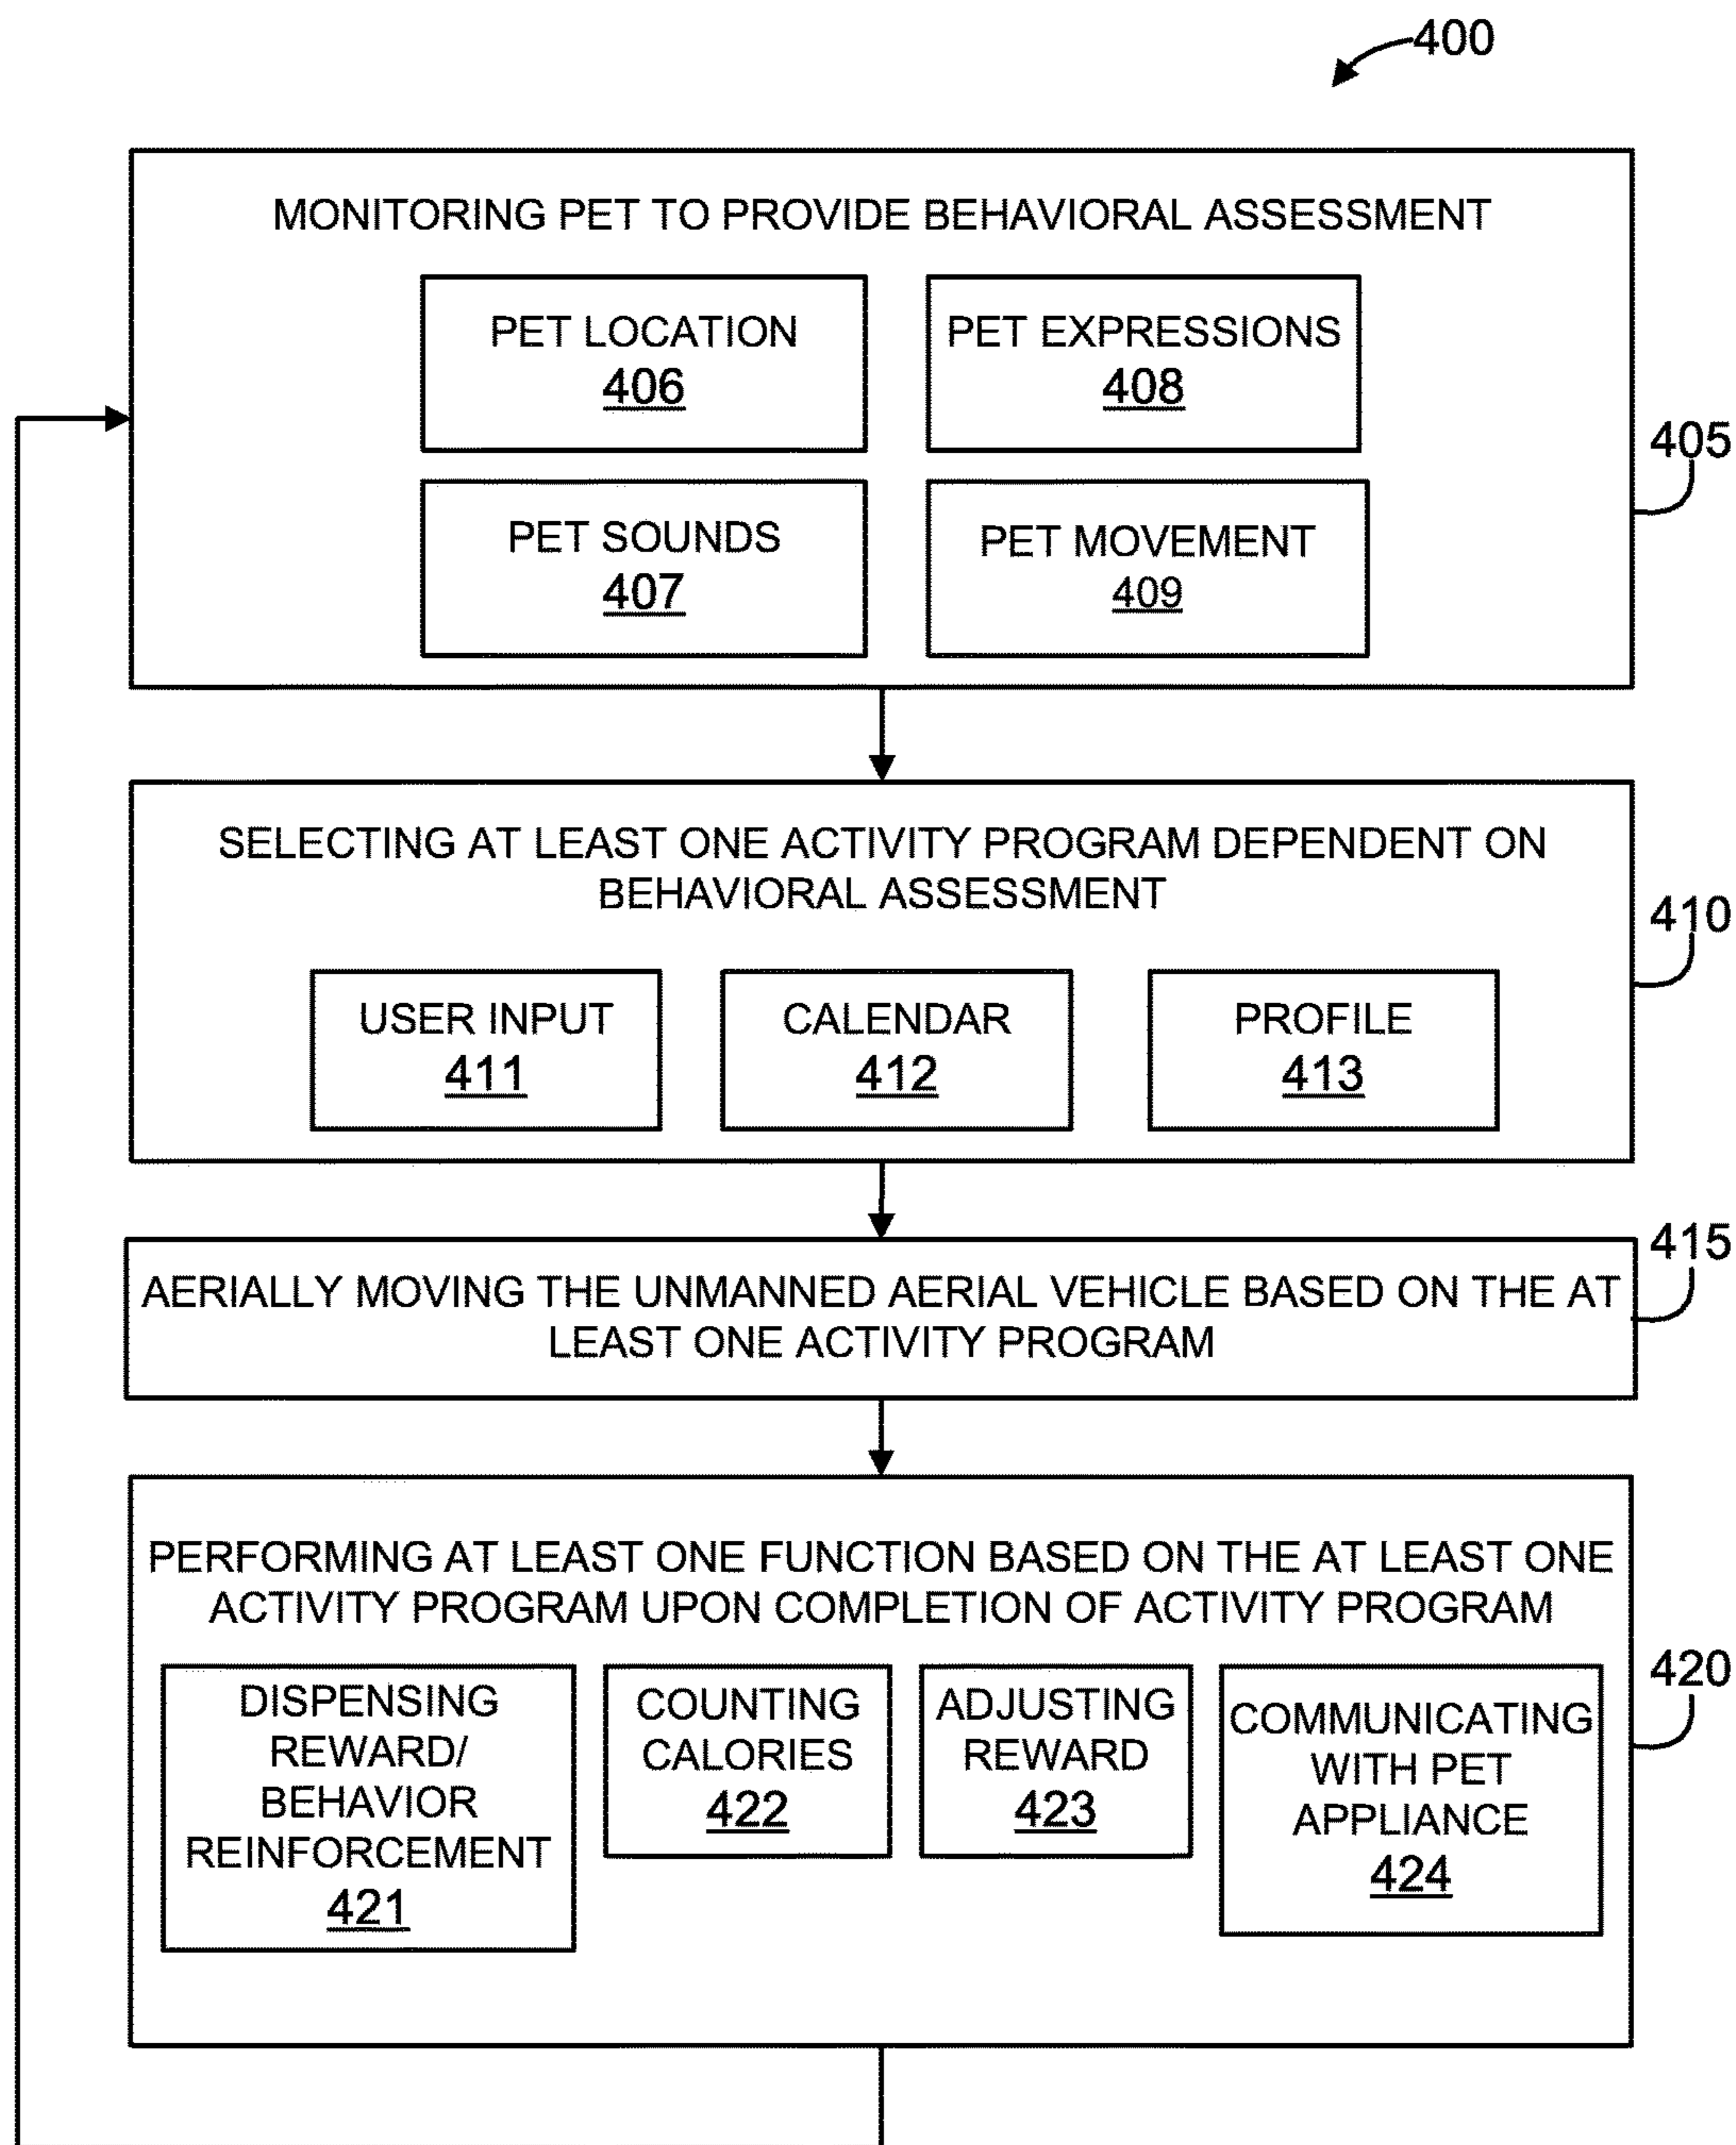 400
MONITORING PET TO PROVIDE BEHAVIORAL ASSESSMENT
PET LOCATION
406
PET EXPRESSIONS
408
405
PET SOUNDS
407
PET MOVEMENT
409
SELECTING AT LEAST ONE ACTIVITY PROGRAM DEPENDENT ON
BEHAVIORAL ASSESSMENT
410
USER INPUT
411
CALENDAR
412
PROFILE
413
415
AERIALLY MOVING THE UNMANNED AERIAL VEHICLE BASED ON THE AT
LEAST ONE ACTIVITY PROGRAM
PERFORMING AT LEAST ONE FUNCTION BASED ON THE AT LEAST ONE
ACTIVITY PROGRAM UPON COMPLETION OF ACTIVITY PROGRAM
420
DISPENSING
REWARD/
BEHAVIOR
REINFORCEMENT
421
COUNTING
CALORIES
422
ADJUSTING
REWARD
423
COMMUNICATING
WITH PET
APPLIANCE
424